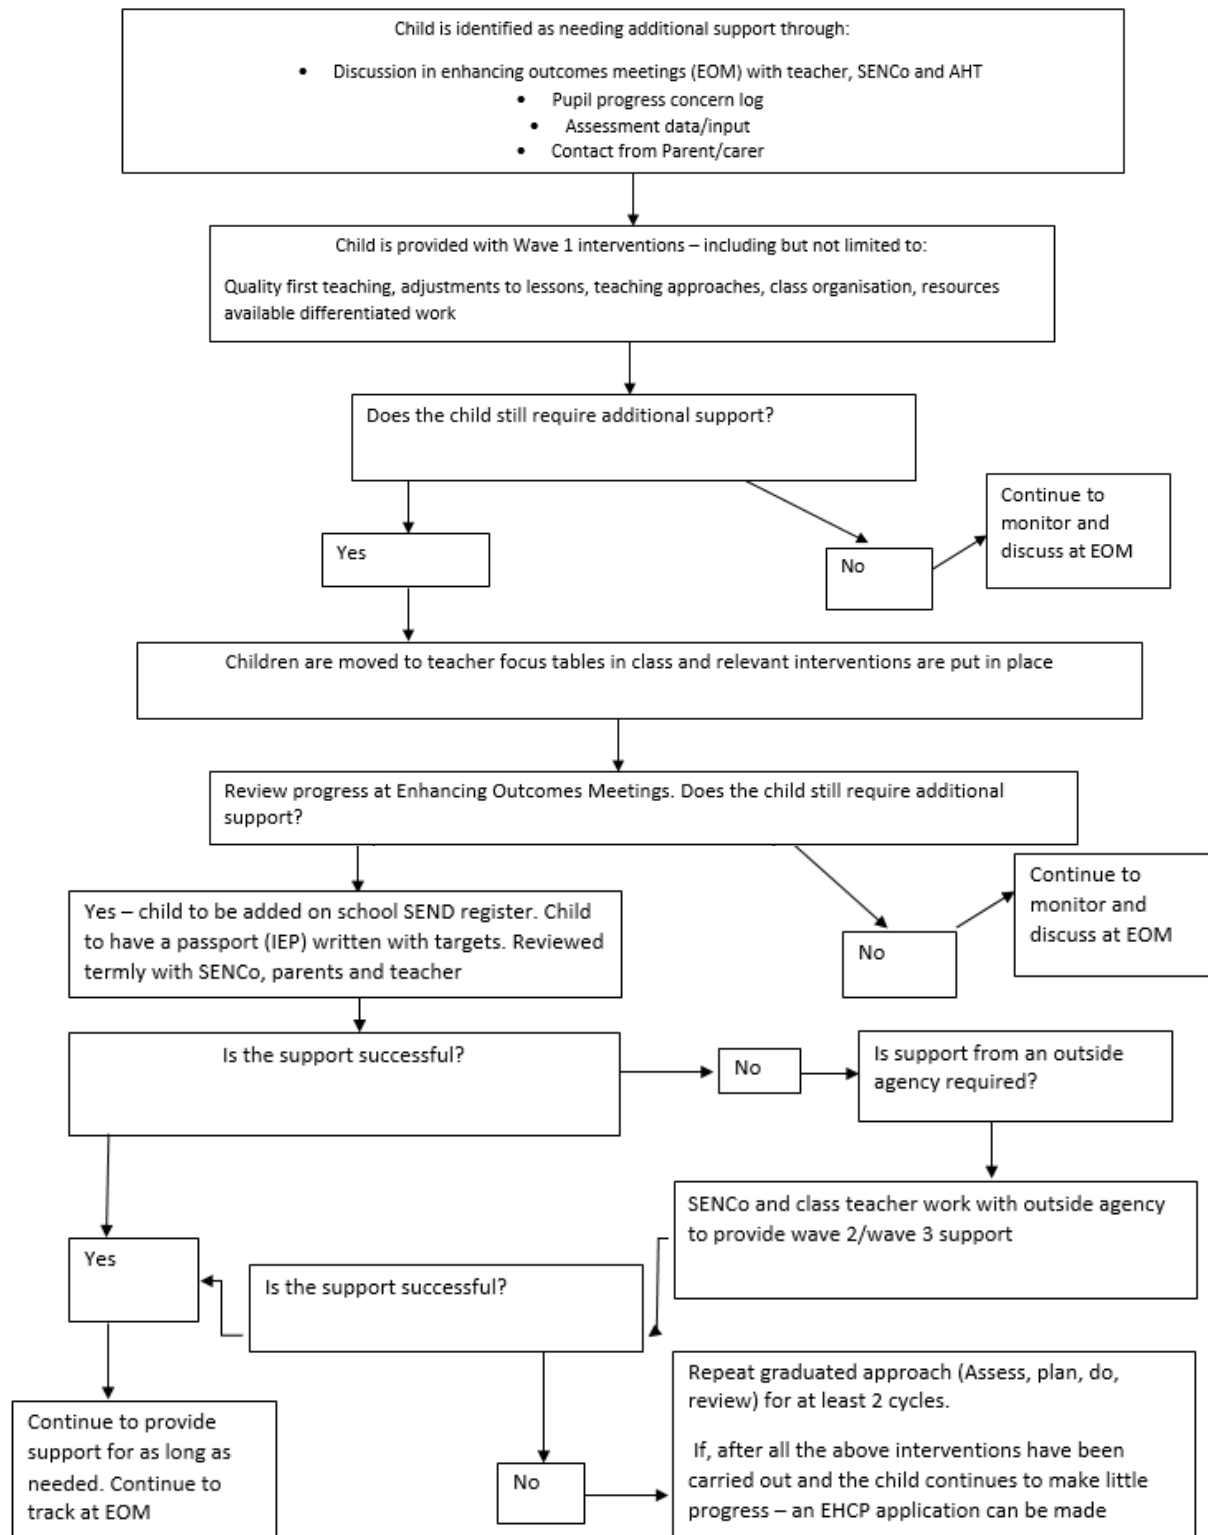 Child is identified as needing additional support through:
• Discussion in enhancing outcomes meetings (EOM) with teacher, SENCo and AHT
• Pupil progress concern log
• Assessment data/input
• Contact from Parent/carer
Child is provided with Wave 1 interventions – including but not limited to:
Quality first teaching, adjustments to lessons, teaching approaches, class organisation, resources
available differentiated work
Does the child still require additional support?
Yes
No
Continue to
monitor and
discuss at EOM
Children are moved to teacher focus tables in class and relevant interventions are put in place
Review progress at Enhancing Outcomes Meetings. Does the child still require additional
support?
Yes – child to be added on school SEND register. Child
to have a passport (IEP) written with targets. Reviewed
termly with SENCo, parents and teacher
No
Continue to
monitor and
discuss at EOM
Is the support successful?
No
Is support from an outside
agency required?
SENCo and class teacher work with outside agency
to provide wave 2/wave 3 support
Yes
Is the support successful?
Continue to provide
support for as long as
needed. Continue to
track at EOM
No
Repeat graduated approach (Assess, plan, do,
review) for at least 2 cycles.
If, after all the above interventions have been
carried out and the child continues to make little
progress – an EHCP application can be made